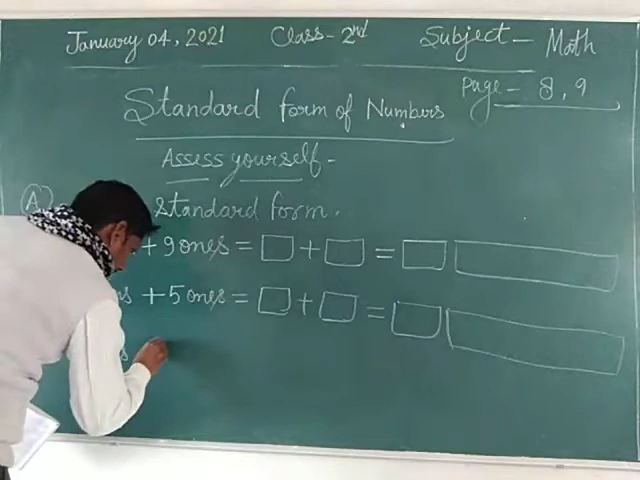 January 04, 2021 Class- 2nd Subject- Math
Page- 8, 9
Standard form of Numbers
Assess yourself-
(A) standard form.
+ 9 ones = □ + □ = □
+ 5 ones = □ + □ = □